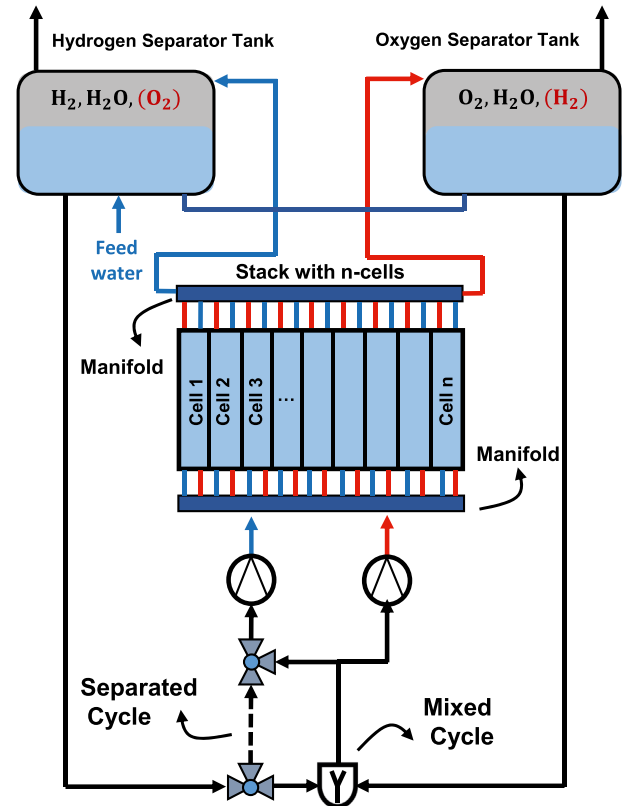 Hydrogen Separator Tank
Oxygen Separator Tank
H₂, H₂O, (O₂)
O₂, H₂O, (H₂)
Feed
water
Stack with n-cells
Manifold
Cell 1
Cell 2
Cell 3
...
Cell n
Manifold
Separated
Cycle
Mixed
Cycle